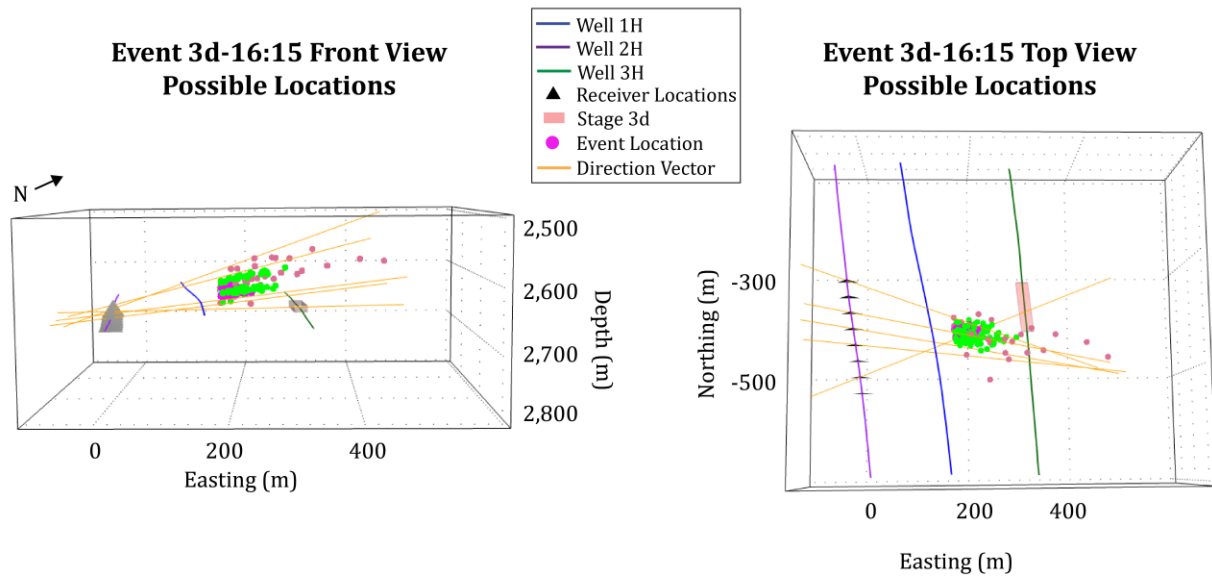 Event 3d-16:15 Front View
Possible Locations
N
2,500
2,600
2,700
2,800
Depth (m)
0
200
400
Easting (m)
Well 1H
Well 2H
Well 3H
Receiver Locations
Stage 3d
Event Location
Direction Vector
Event 3d-16:15 Top View
Possible Locations
-300
-500
Northing (m)
0
200
400
Easting (m)